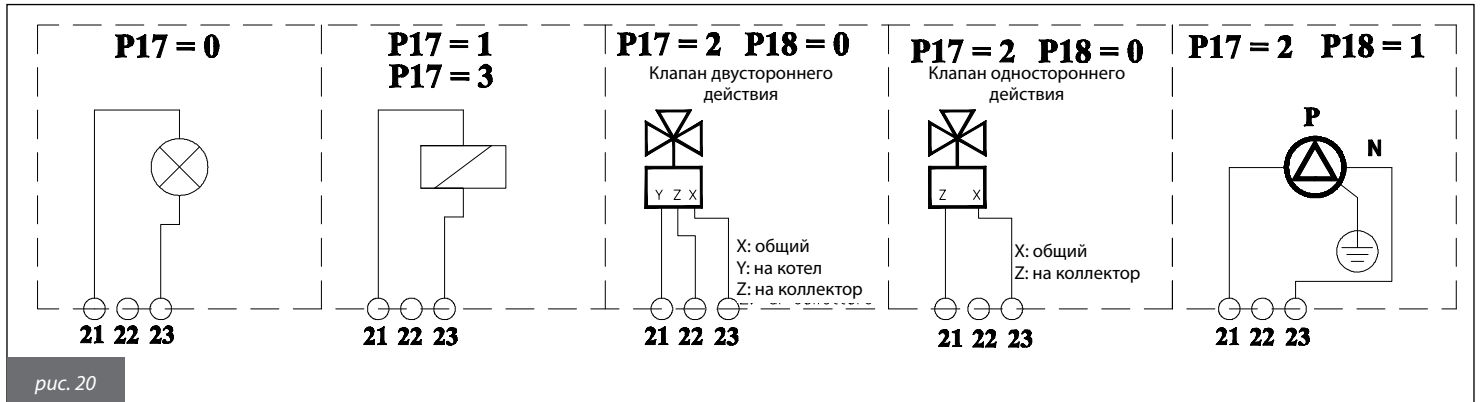 P17 = 0
21 22 23
P17 = 1
P17 = 3
21 22 23
P17 = 2 P18 = 0
Клапан двустороннего
действия
Y Z X
X: общий
Y: на котел
Z: на коллектор
21 22 23
P17 = 2 P18 = 0
Клапан одностороннего
действия
Z X
X: общий
Z: на коллектор
21 22 23
P17 = 2 P18 = 1
P
N
21 22 23
рис. 20